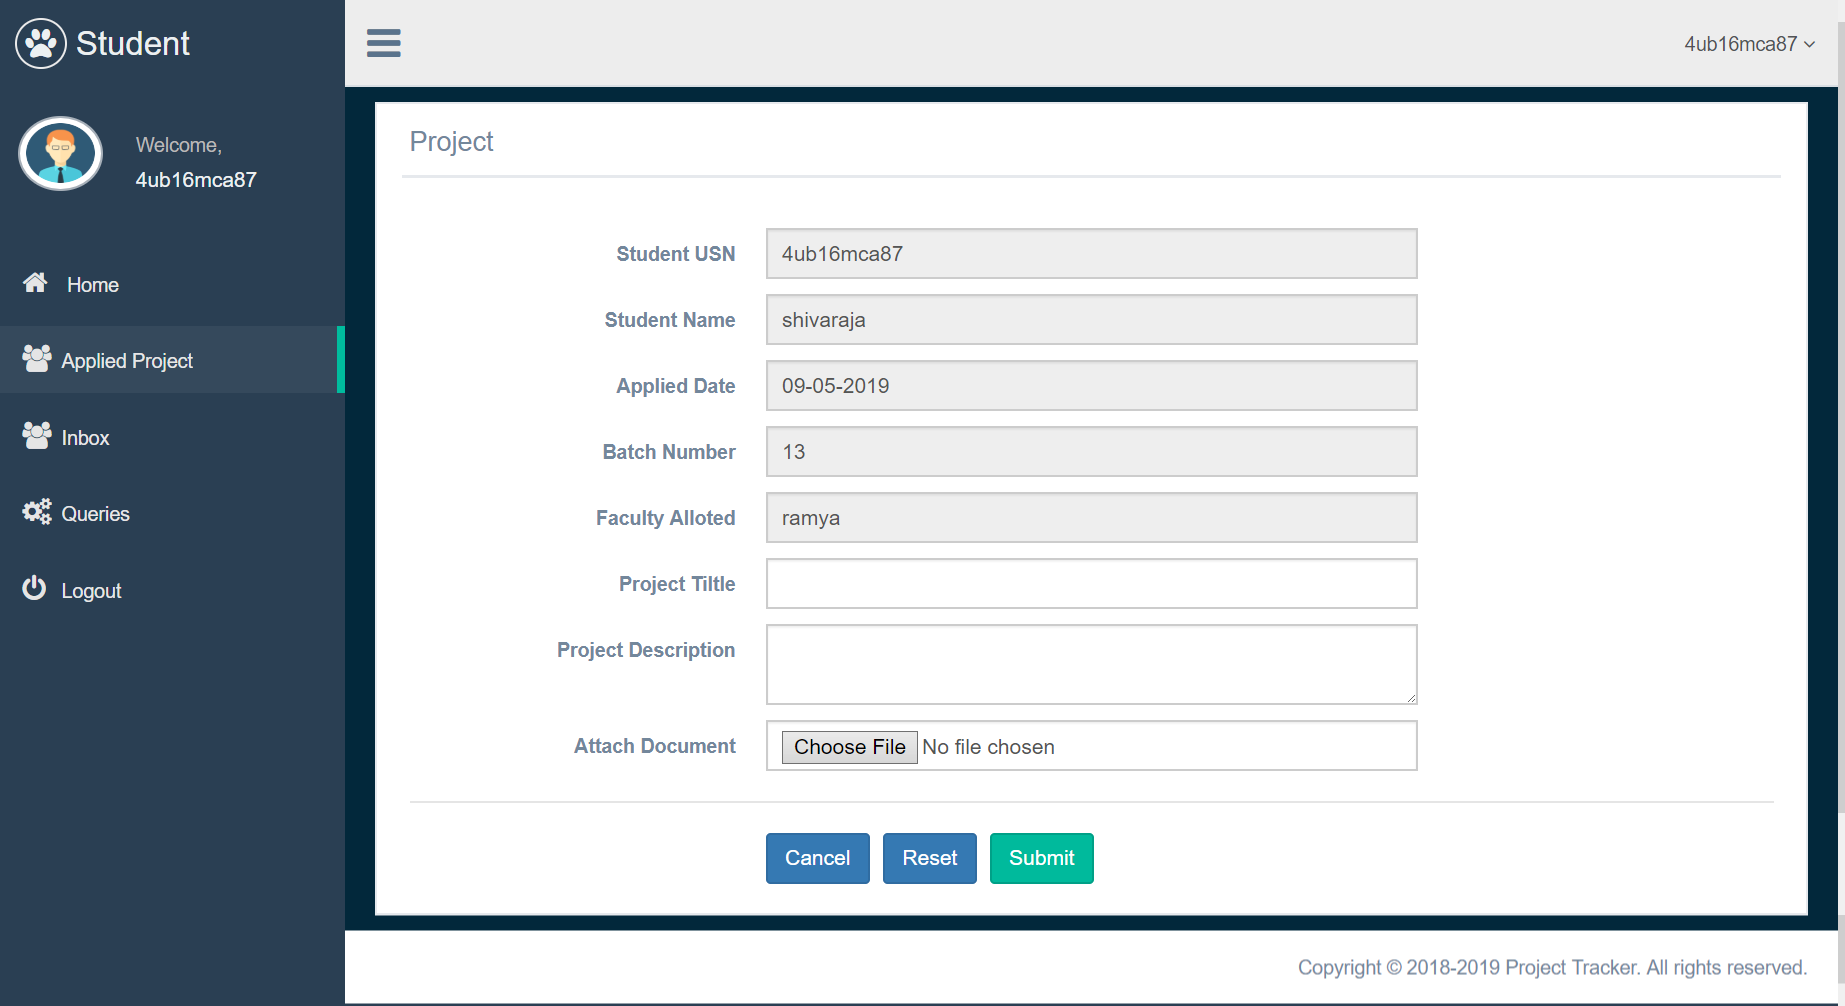 Student
4ub16mca87
Welcome,
4ub16mca87
Home
Applied Project
Inbox
Queries
Logout
Project
Student USN 4ub16mca87
Student Name shivaraja
Applied Date 09-05-2019
Batch Number 13
Faculty Alloted ramya
Project Tiltle
Project Description
Attach Document Choose File No file chosen
Cancel Reset Submit
Copyright © 2018-2019 Project Tracker. All rights reserved.